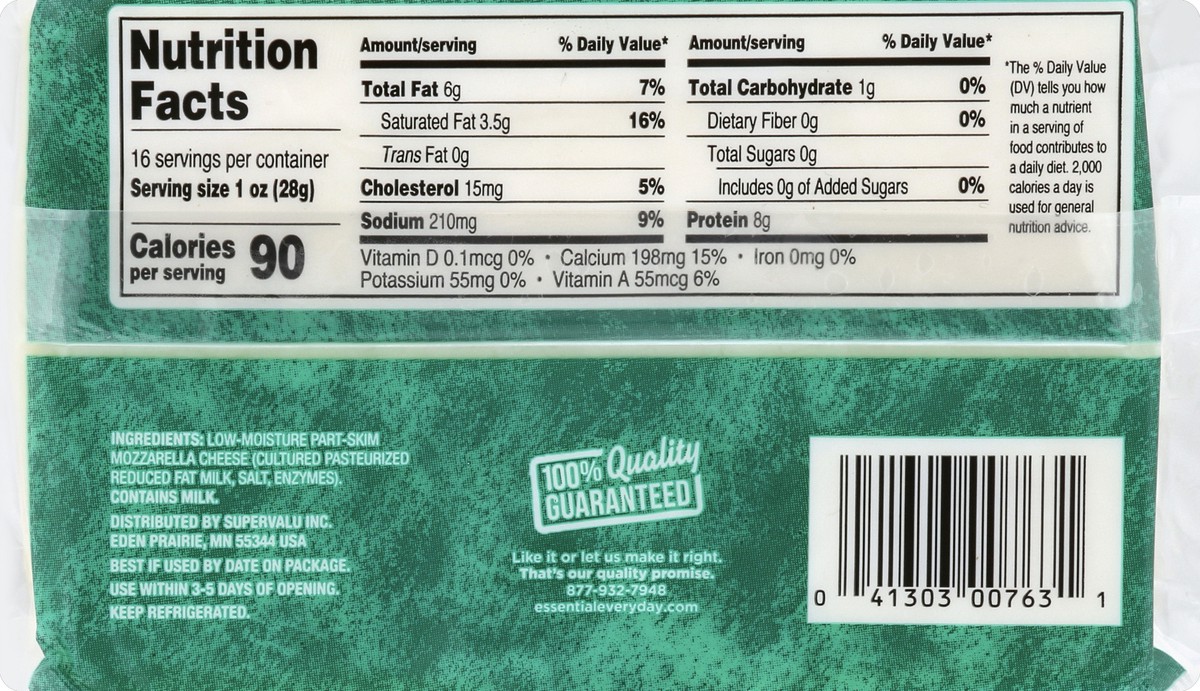 Nutrition
Facts
16 servings per container
Serving size 1 oz (28g)
Calories
per serving 90
Amount/serving % Daily Value*
Total Fat 6g 7%
Saturated Fat 3.5g 16%
Trans Fat 0g
Cholesterol 15mg 5%
Sodium 210mg 9%
Amount/serving % Daily Value*
Total Carbohydrate 1g 0%
Dietary Fiber 0g 0%
Total Sugars 0g
Includes 0g of Added Sugars 0%
Protein 8g
Vitamin D 0.1mcg 0% • Calcium 198mg 15% • Iron 0mg 0%
Potassium 55mg 0% • Vitamin A 55mcg 6%
*The % Daily Value
(DV) tells you how
much a nutrient
in a serving of
food contributes to
a daily diet. 2,000
calories a day is
used for general
nutrition advice.
INGREDIENTS: LOW-MOISTURE PART-SKIM
MOZZARELLA CHEESE (CULTURED PASTEURIZED
REDUCED FAT MILK, SALT, ENZYMES).
CONTAINS MILK.
DISTRIBUTED BY SUPERVALU INC.
EDEN PRAIRIE, MN 55344 USA
BEST IF USED BY DATE ON PACKAGE.
USE WITHIN 3-5 DAYS OF OPENING.
KEEP REFRIGERATED.
100% Quality
GUARANTEED
Like it or let us make it right.
That's our quality promise.
877-932-7948
essentialeveryday.com
0 41303 00763 1